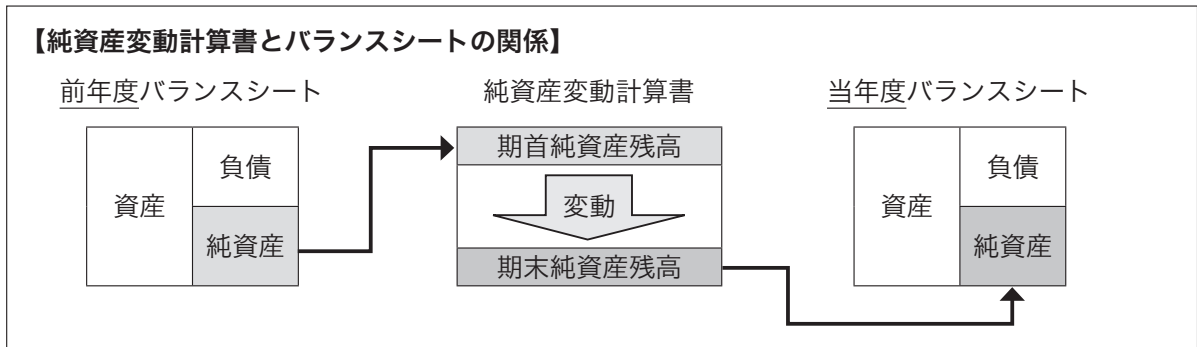 【純資産変動計算書とバランスシートの関係】
前年度バランスシート
資産
負債
純資産
純資産変動計算書
期首純資産残高
変動
期末純資産残高
当年度バランスシート
資産
負債
純資産